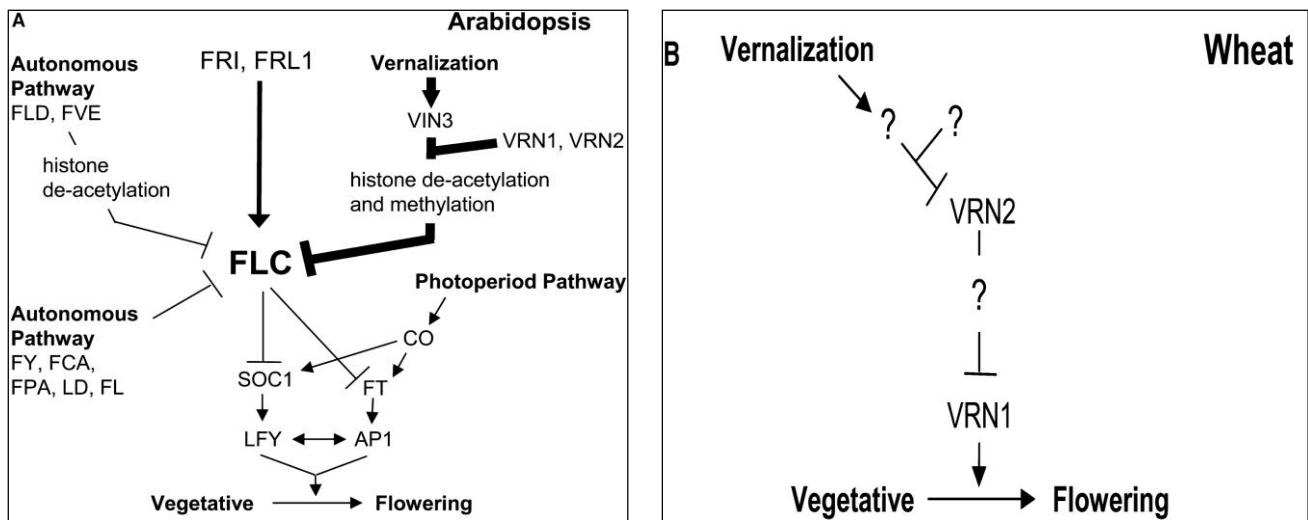 A
Arabidopsis
Autonomous
Pathway
FLD, FVE
histone
de-acetylation
FRI, FRL1
Vernalization
VIN3
VRN1, VRN2
histone de-acetylation
and methylation
FLC
Photoperiod Pathway
Autonomous
Pathway
FY, FCA,
FPA, LD, FL
CO
SOC1
FT
LFY
AP1
Vegetative
Flowering
B
Vernalization
Wheat
?
?
VRN2
?
VRN1
Vegetative
Flowering